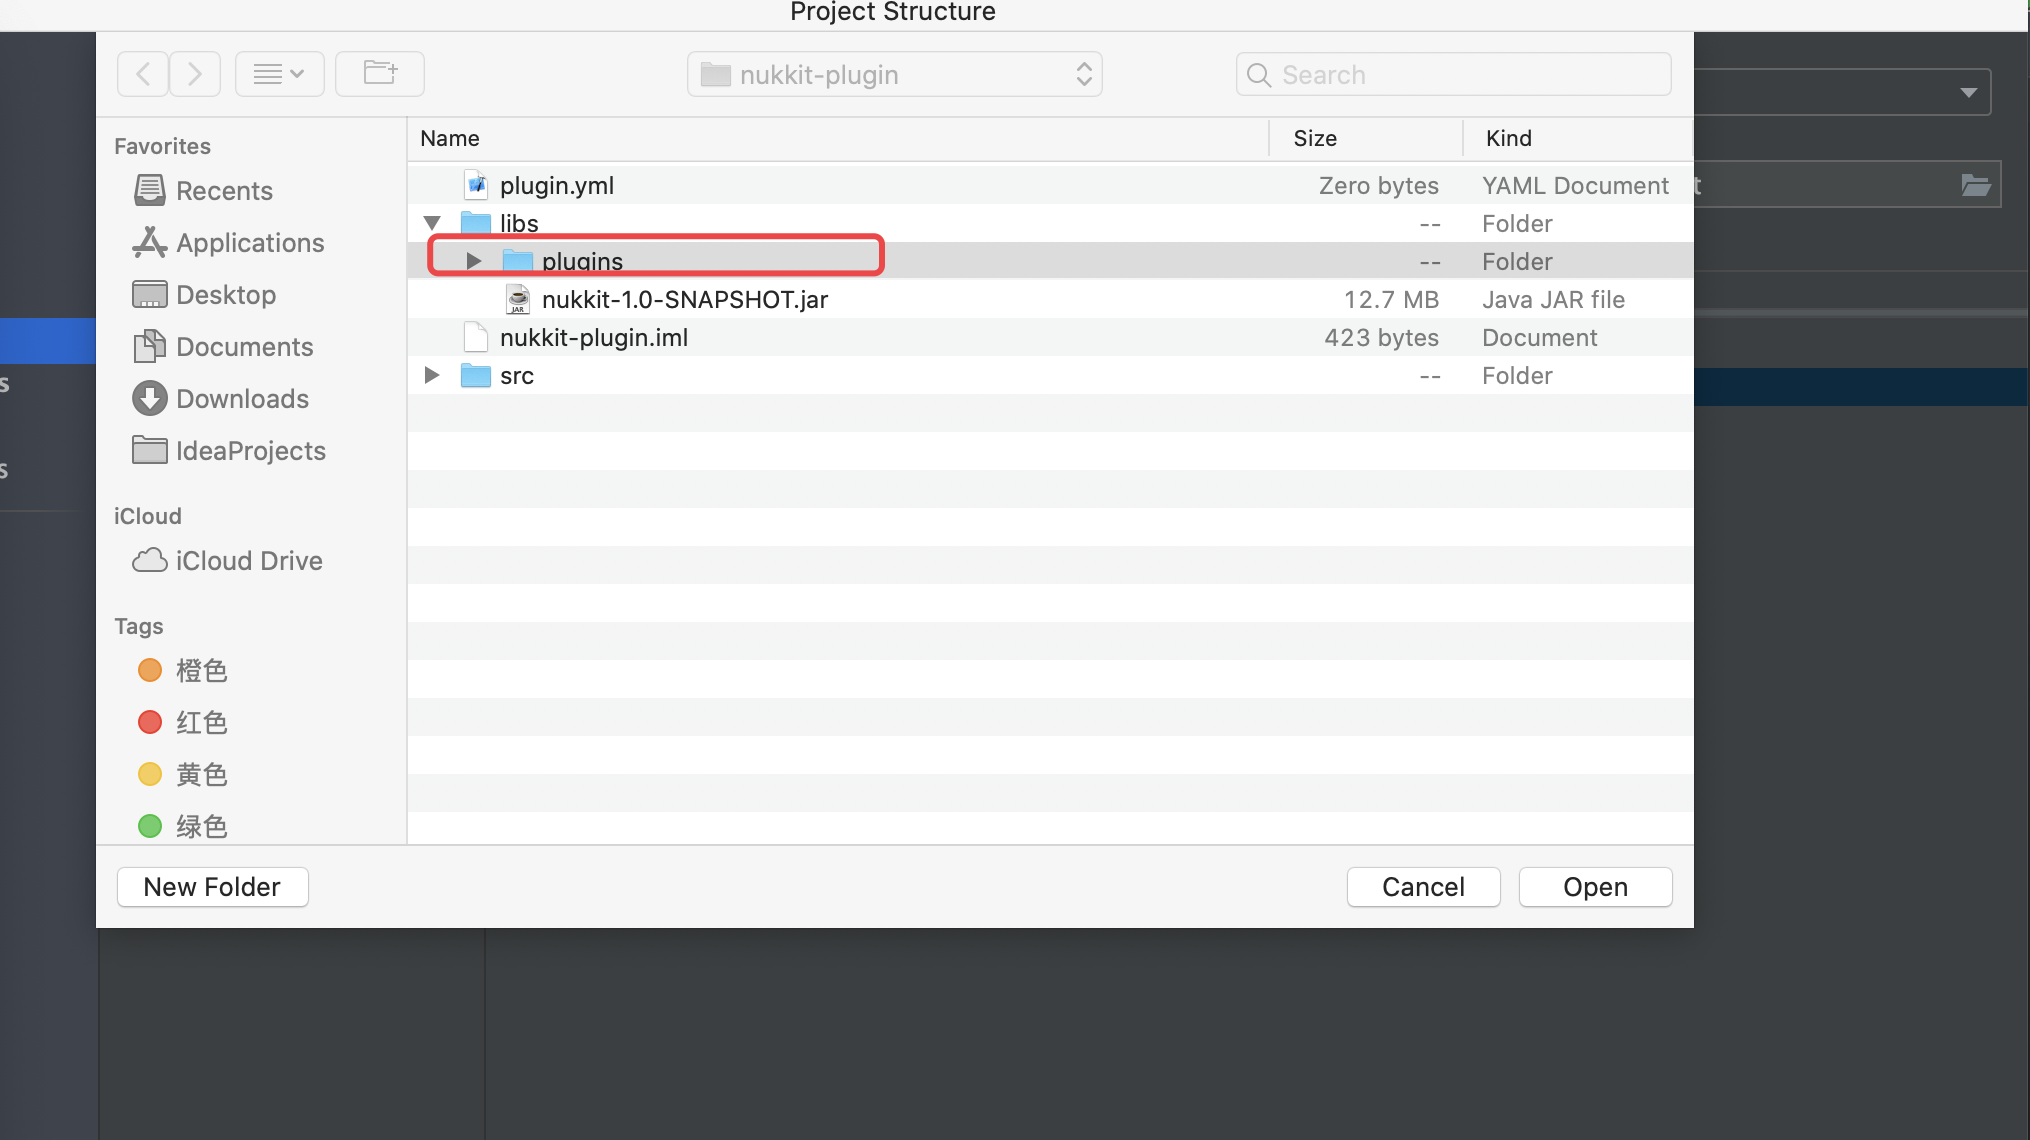 Project Structure
nukkit-plugin
Search
Favorites
Recents
Applications
Desktop
Documents
Downloads
IdeaProjects
iCloud
iCloud Drive
Tags
橙色
红色
黄色
绿色
Name Size Kind
plugin.yml Zero bytes YAML Document
libs -- Folder
plugins -- Folder
nukkit-1.0-SNAPSHOT.jar 12.7 MB Java JAR file
nukkit-plugin.iml 423 bytes Document
src -- Folder
New Folder
Cancel
Open